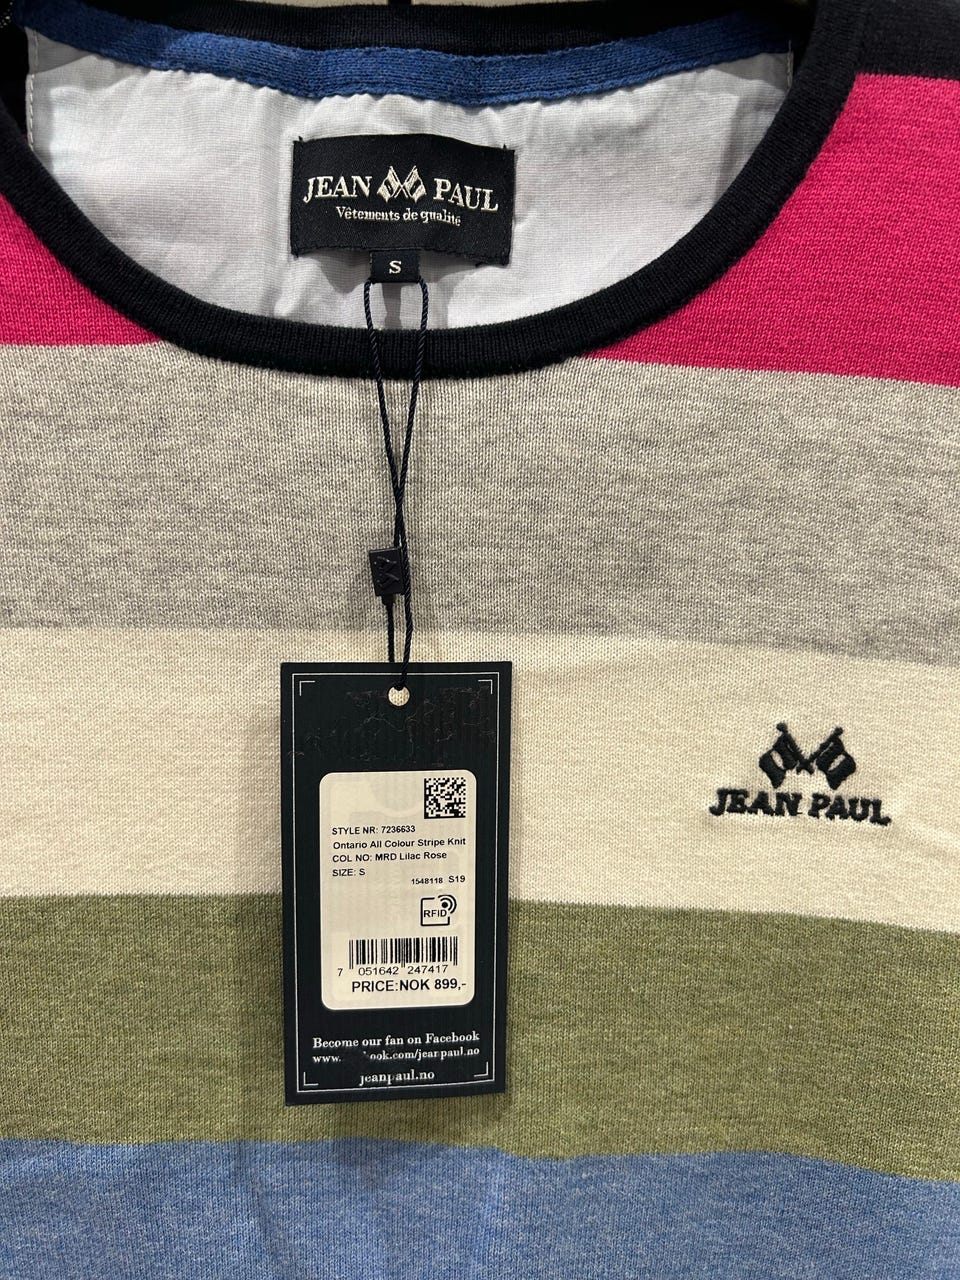 JEAN PAUL
Vêtements de qualité
S
STYLE NR: 7236633
Ontario All Colour Stripe Knit
COL NO: MRD Lilac Rose
SIZE: S
1548118 S19
RFID
7 051642 247417
PRICE:NOK 899,-
Become our fan on Facebook
jeanpaul.no
JEAN PAUL